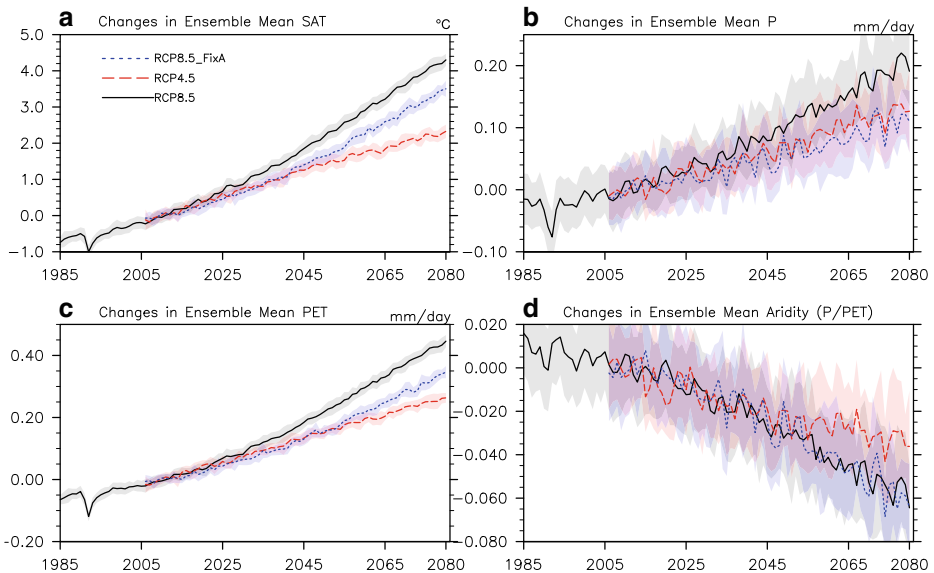 a Changes in Ensemble Mean SAT °C
RCP8.5_FixA
RCP4.5
RCP8.5
5.0
4.0
3.0
2.0
1.0
0.0
−1.0
1985 2005 2025 2045 2065 2080
b Changes in Ensemble Mean P mm/day
0.20
0.10
0.00
−0.10
1985 2005 2025 2045 2065 2080
c Changes in Ensemble Mean PET mm/day
0.40
0.20
0.00
−0.20
1985 2005 2025 2045 2065 2080
d Changes in Ensemble Mean Aridity (P/PET)
0.020
0.000
−0.020
−0.040
−0.060
−0.080
1985 2005 2025 2045 2065 2080